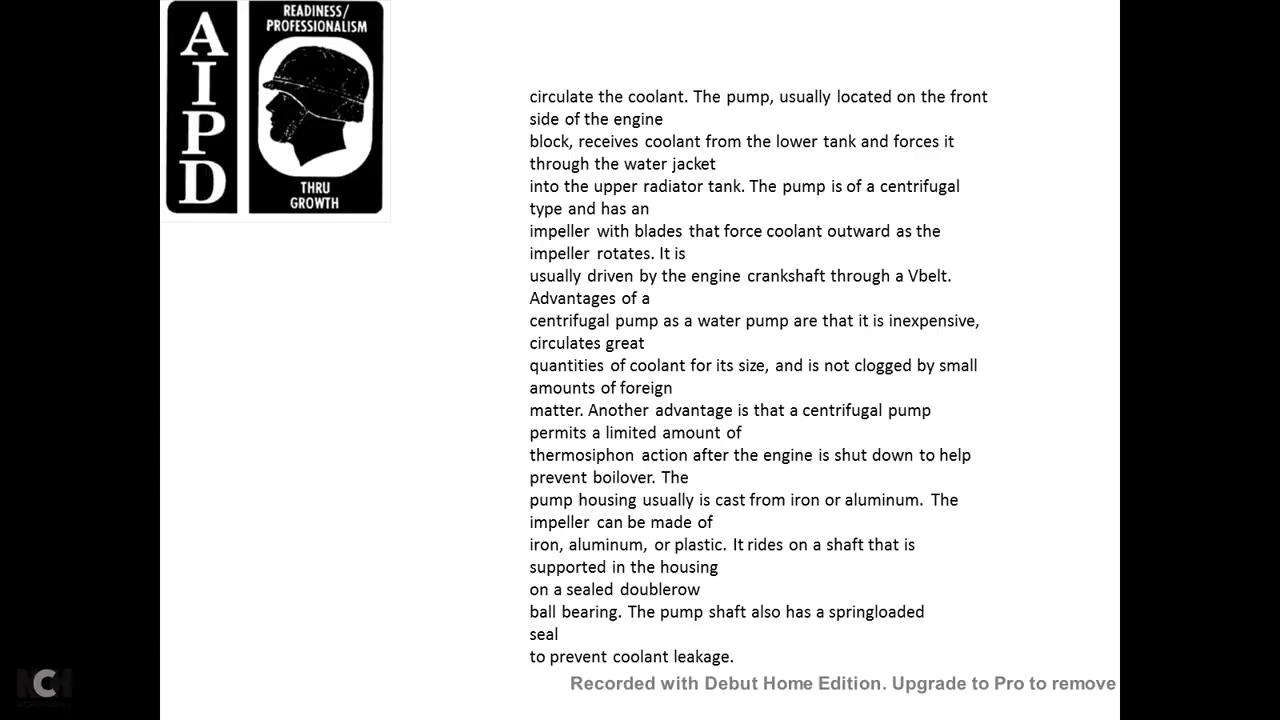 READINESS/
PROFESSIONALISM
A
I
P
D
THRU
GROWTH
circulate the coolant. The pump, usually located on the front
side of the engine
block, receives coolant from the lower tank and forces it
through the water jacket
into the upper radiator tank. The pump is of a centrifugal
type and has an
impeller with blades that force coolant outward as the
impeller rotates. It is
usually driven by the engine crankshaft through a Vbelt.
Advantages of a
centrifugal pump as a water pump are that it is inexpensive,
circulates great
quantities of coolant for its size, and is not clogged by small
amounts of foreign
matter. Another advantage is that a centrifugal pump
permits a limited amount of
thermosiphon action after the engine is shut down to help
prevent boilover. The
pump housing usually is cast from iron or aluminum. The
impeller can be made of
iron, aluminum, or plastic. It rides on a shaft that is
supported in the housing
on a sealed doublerow
ball bearing. The pump shaft also has a springloaded
seal
to prevent coolant leakage.
Recorded with Debut Home Edition. Upgrade to Pro to remove
NCH